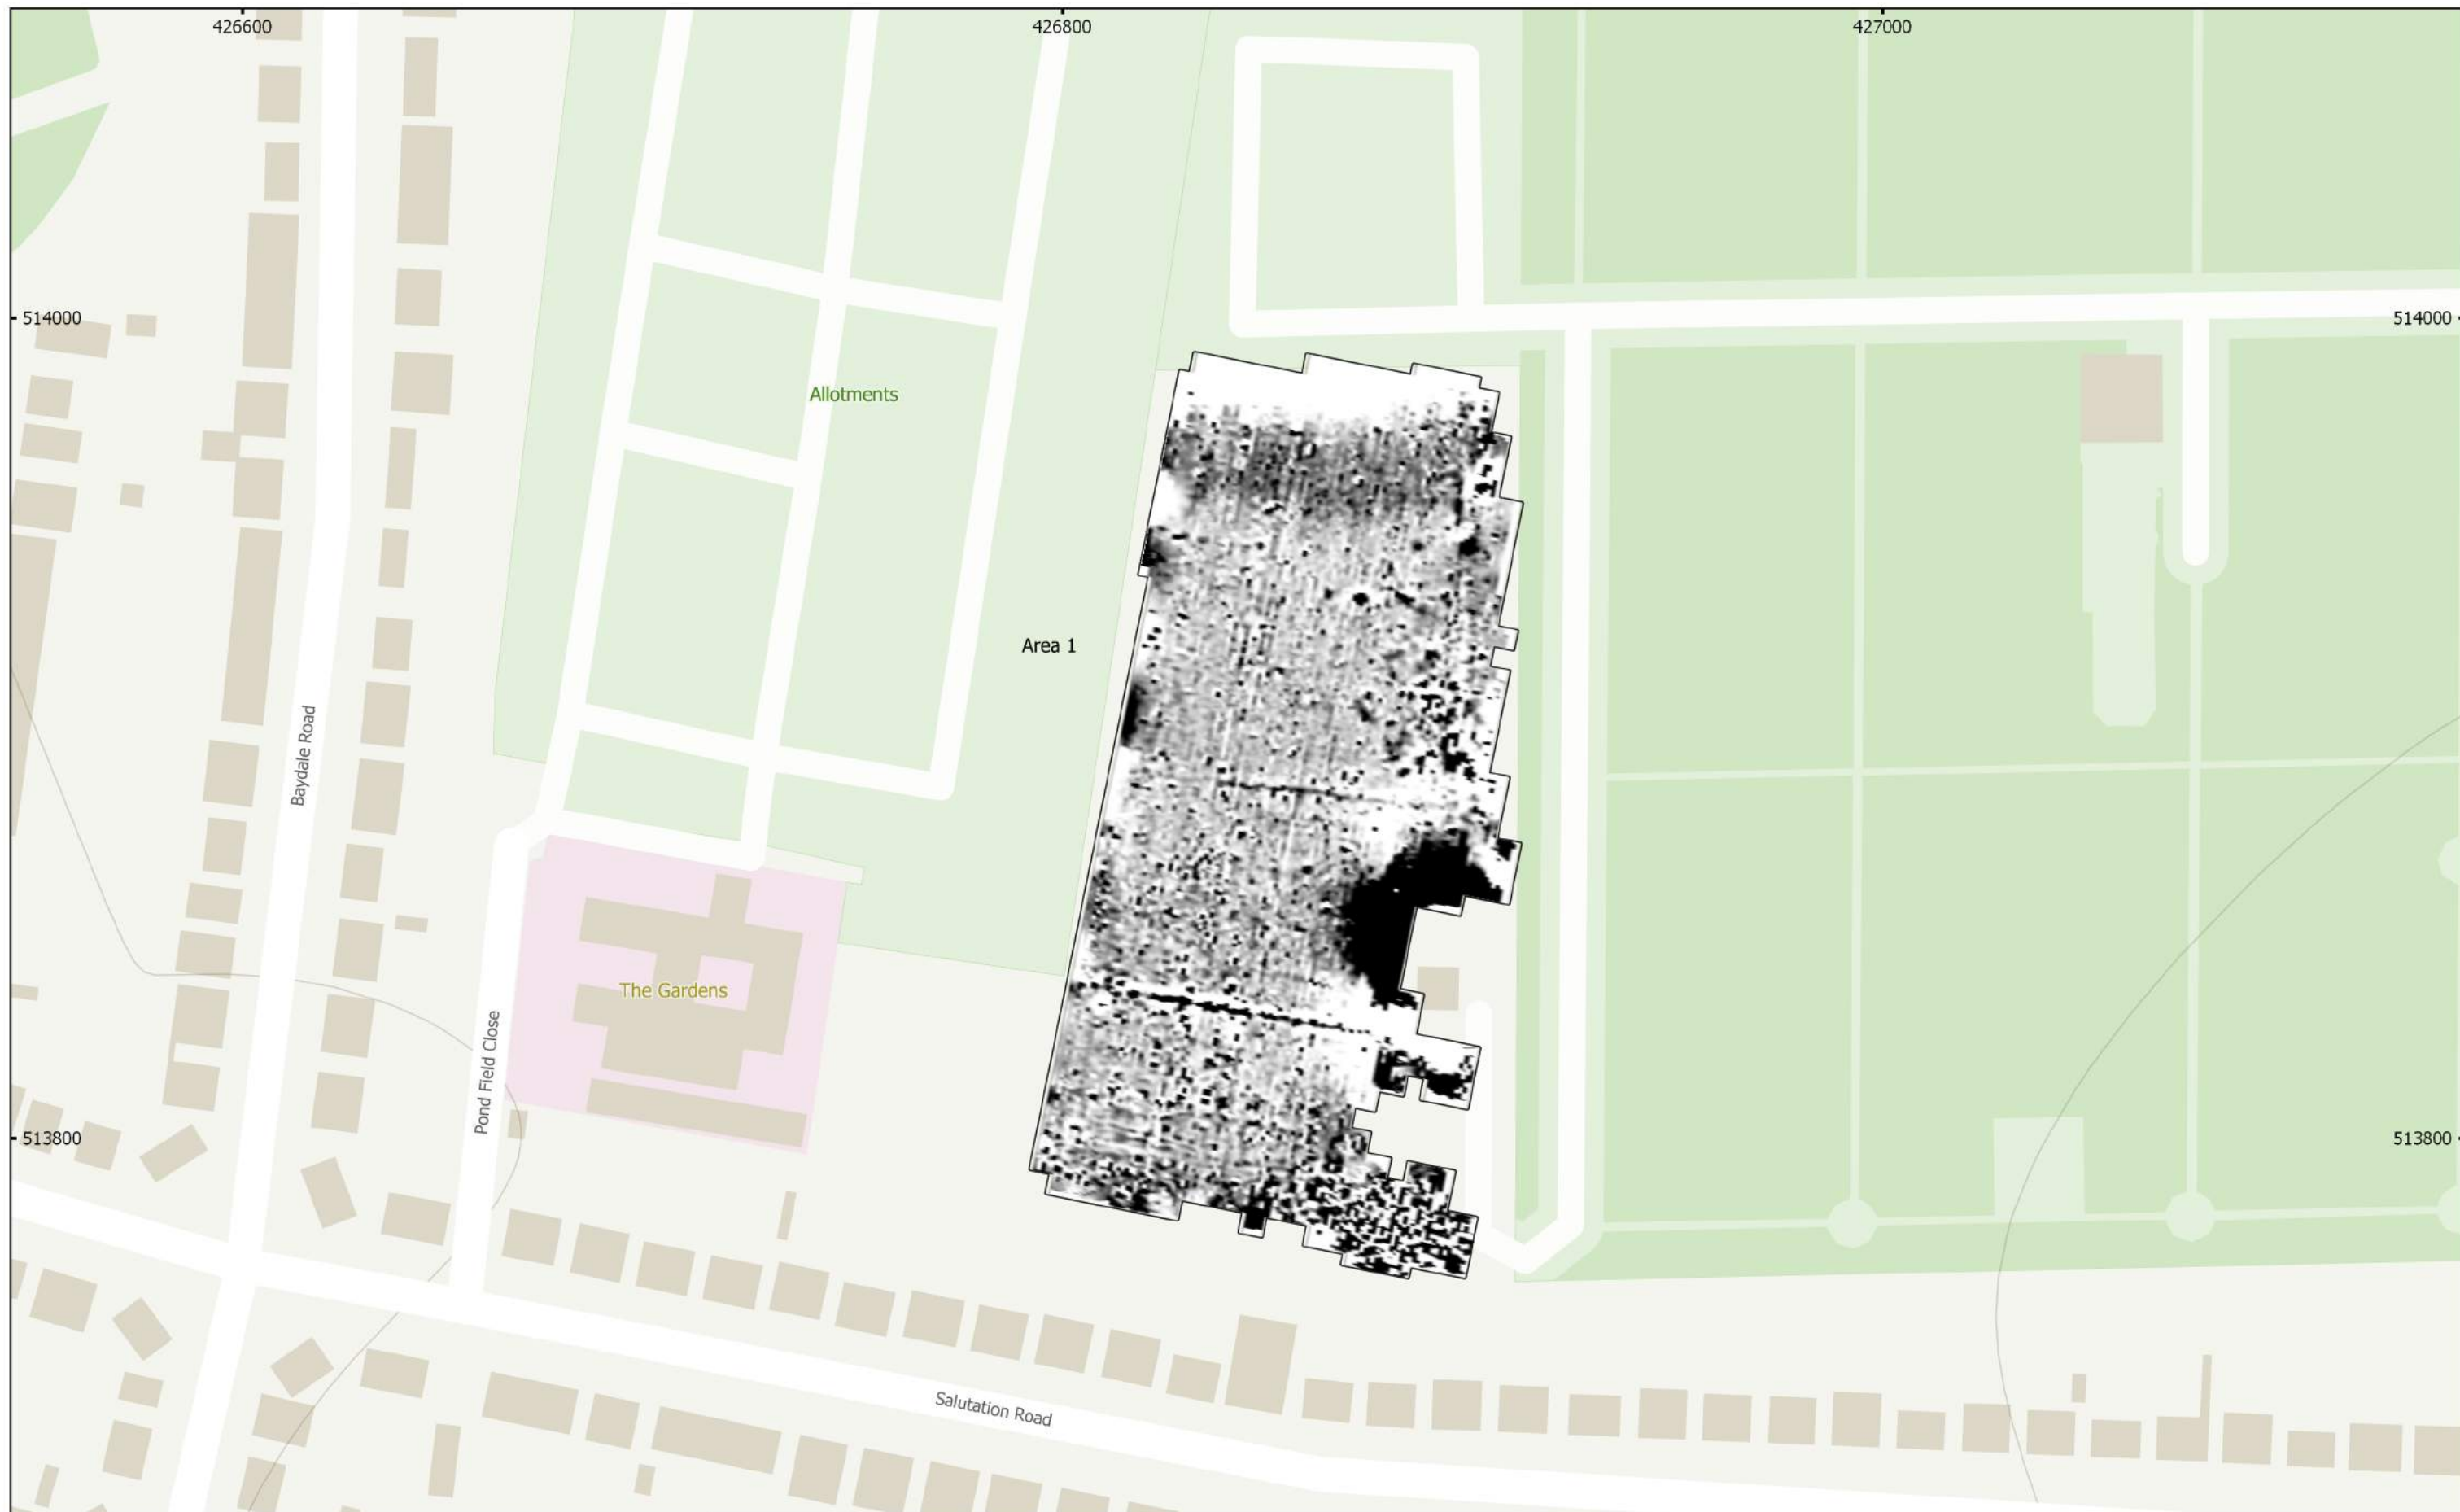 426600
426800
427000
514000
514000
Allotments
Area 1
Baydale Road
The Gardens
Pond Field Close
513800
513800
Salutation Road